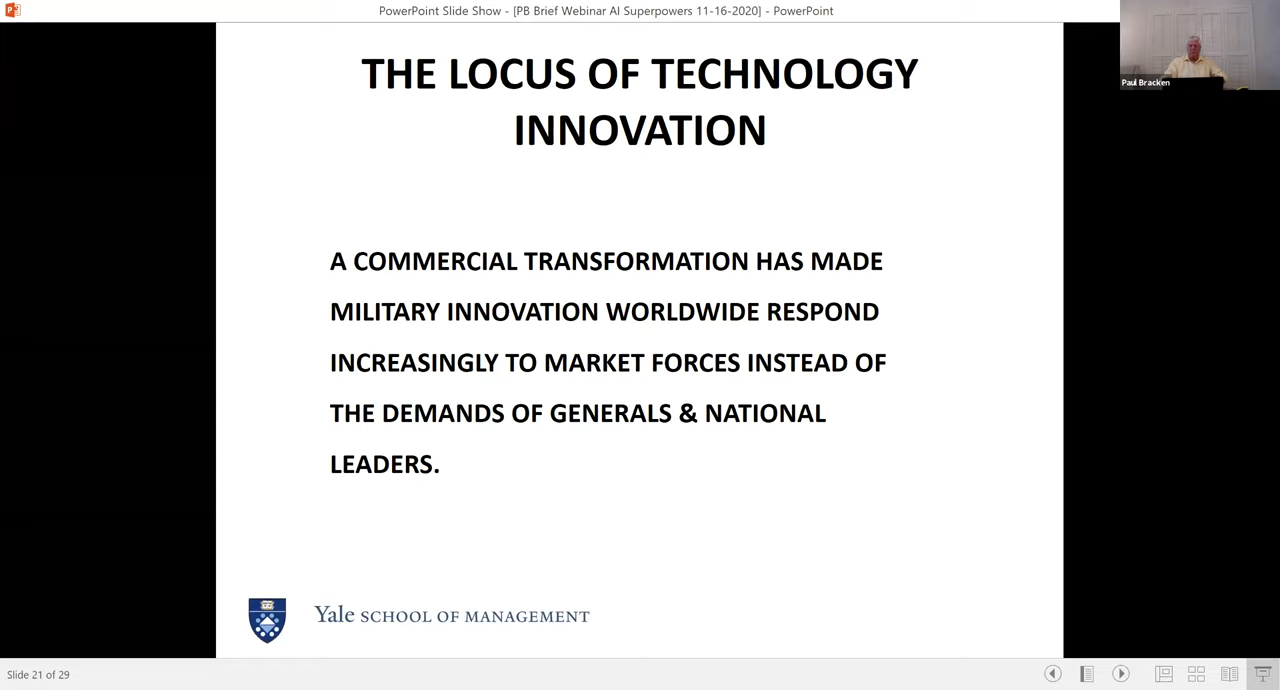 PowerPoint Slide Show - [PB Brief Webinar AI Superpowers 11-16-2020] - PowerPoint
Paul Bracken
THE LOCUS OF TECHNOLOGY
INNOVATION
A COMMERCIAL TRANSFORMATION HAS MADE
MILITARY INNOVATION WORLDWIDE RESPOND
INCREASINGLY TO MARKET FORCES INSTEAD OF
THE DEMANDS OF GENERALS & NATIONAL
LEADERS.
Yale SCHOOL OF MANAGEMENT
Slide 21 of 29